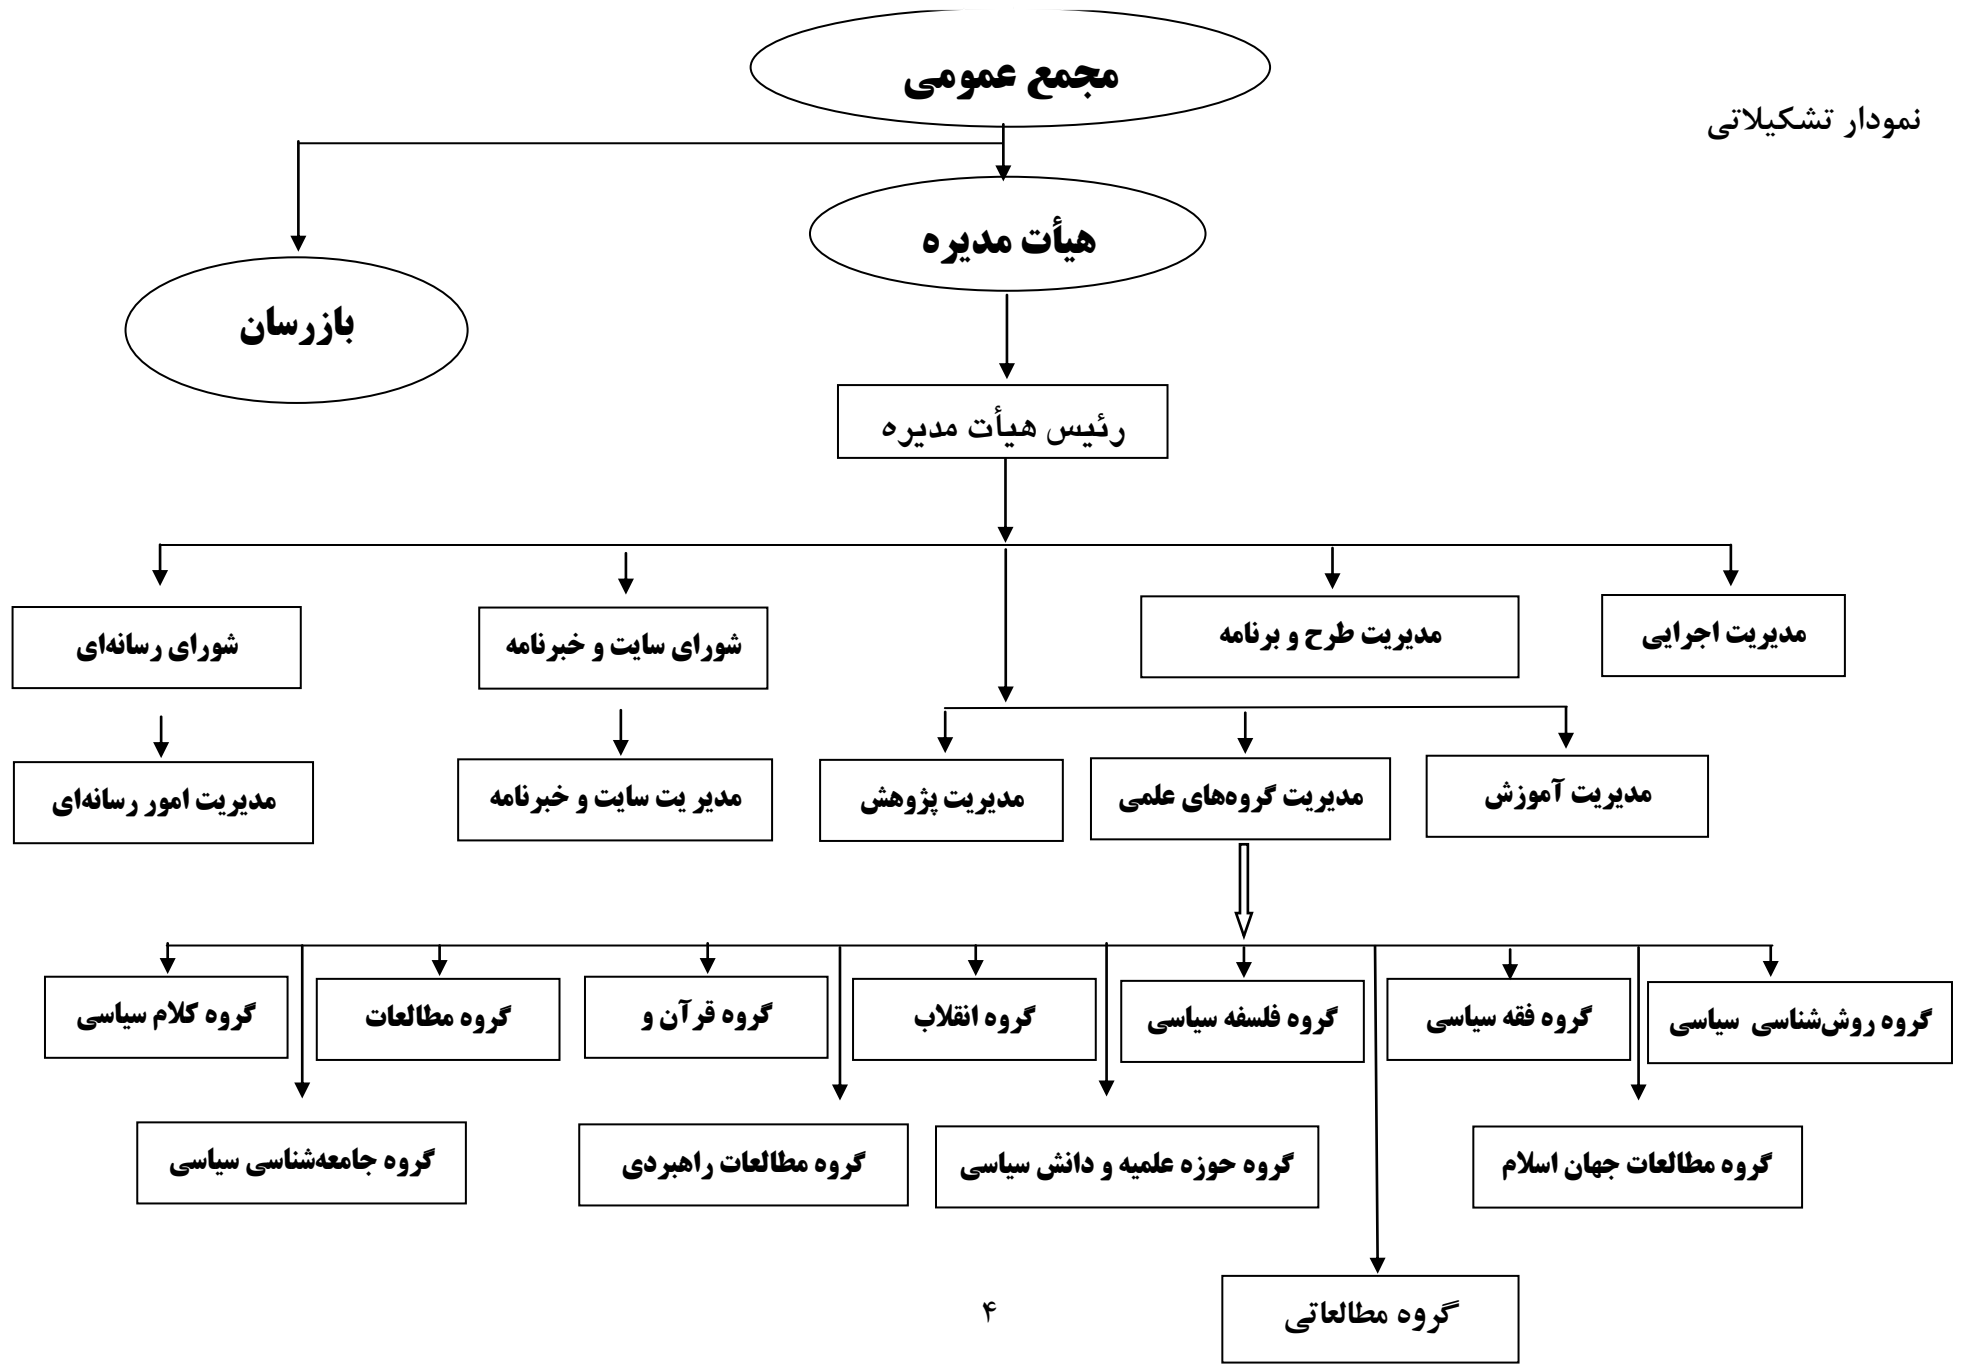 مجمع عمومی
نمودار تشکیلاتی
هیأت مدیره
بازرسان
رئیس هیأت مدیره
مدیریت اجرایی
مدیریت طرح و برنامه
شورای سایت و خبرنامه
شورای رسانه‌ای
مدیریت آموزش
مدیریت گروه‌های علمی
مدیریت پژوهش
مدیر یت سایت و خبرنامه
مدیریت امور رسانه‌ای
گروه روش‌شناسی سیاسی
گروه فقه سیاسی
گروه فلسفه سیاسی
گروه انقلاب
گروه قرآن و
گروه مطالعات
گروه کلام سیاسی
گروه مطالعات جهان اسلام
گروه حوزه علمیه و دانش سیاسی
گروه مطالعات راهبردی
گروه جامعه‌شناسی سیاسی
گروه مطالعاتی
۴